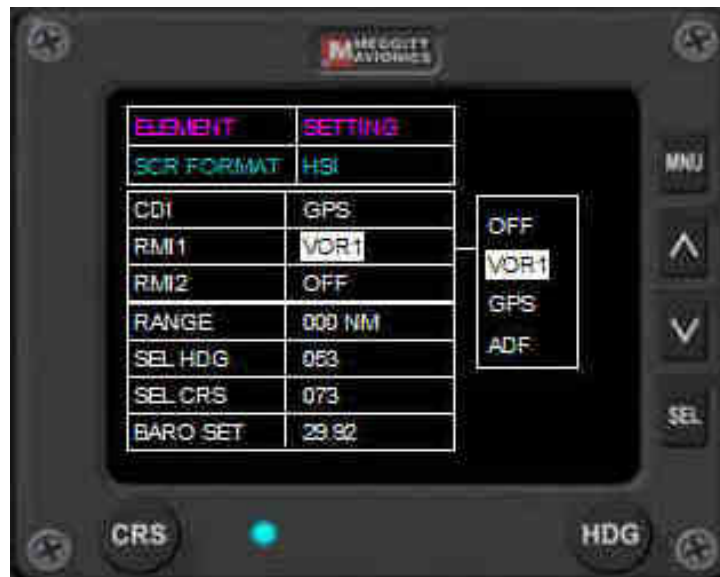 MEGGITT
AVIONICS
ELEMENT SETTING
SCR FORMAT HSI
MNU
CDI GPS
OFF
RMI1 VOR1
VOR1
RMI2 OFF
GPS
RANGE 000 NM
ADF
SEL HDG 053
SEL CRS 073
SEL
BARO SET 29.92
CRS
HDG